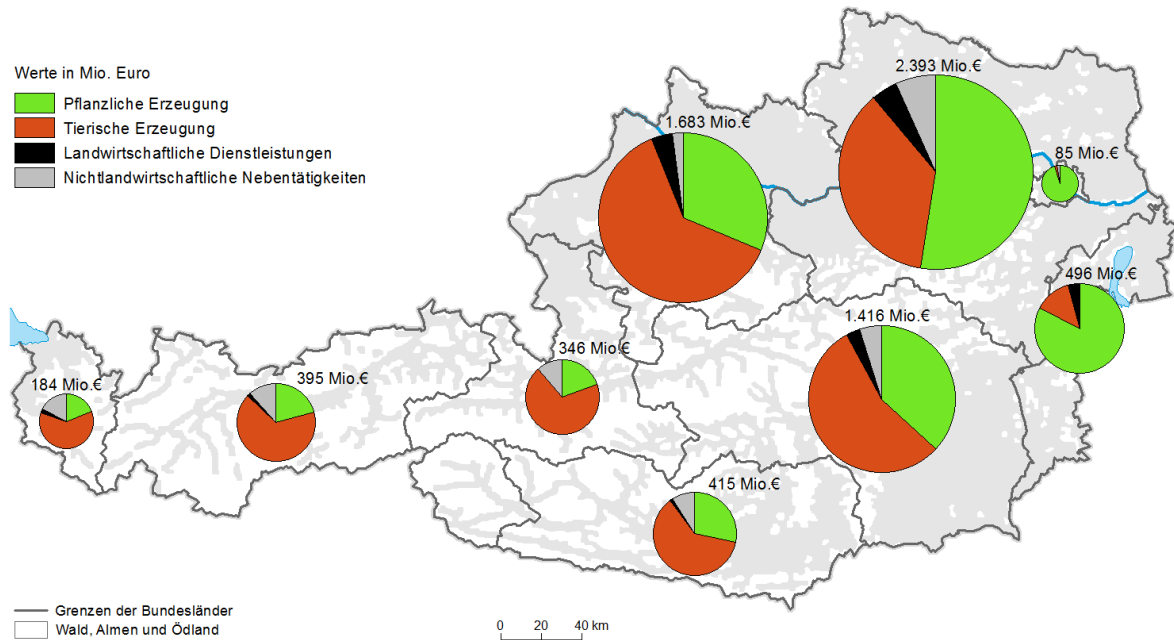 Werte in Mio. Euro
Pflanzliche Erzeugung
Tierische Erzeugung
Landwirtschaftliche Dienstleistungen
Nichtlandwirtschaftliche Nebentätigkeiten
2.393 Mio.€
1.683 Mio.€
85 Mio.€
496 Mio.€
1.416 Mio.€
346 Mio.€
184 Mio.€
395 Mio.€
415 Mio.€
Grenzen der Bundesländer
Wald, Almen und Ödland
0 20 40 km